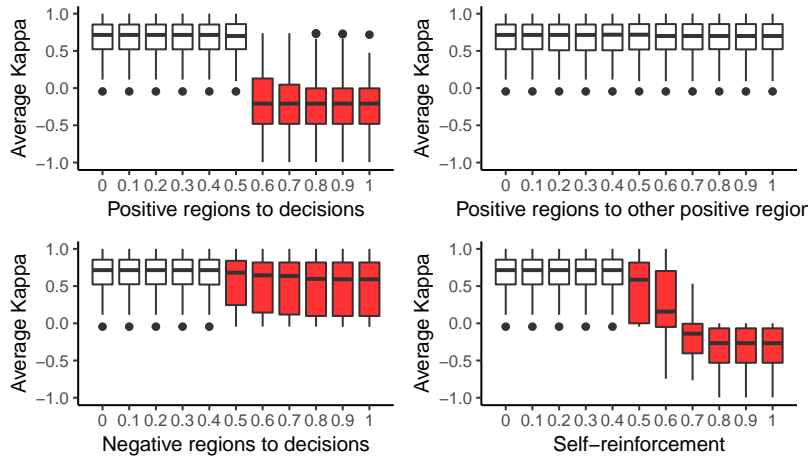 Average Kappa
1.0
0.5
0.0
−0.5
−1.0
0 0.1 0.2 0.3 0.4 0.5 0.6 0.7 0.8 0.9 1
Positive regions to decisions
Average Kappa
1.0
0.5
0.0
−0.5
−1.0
0 0.1 0.2 0.3 0.4 0.5 0.6 0.7 0.8 0.9 1
Positive regions to other positive region
Average Kappa
1.0
0.5
0.0
−0.5
−1.0
0 0.1 0.2 0.3 0.4 0.5 0.6 0.7 0.8 0.9 1
Negative regions to decisions
Average Kappa
1.0
0.5
0.0
−0.5
−1.0
0 0.1 0.2 0.3 0.4 0.5 0.6 0.7 0.8 0.9 1
Self−reinforcement